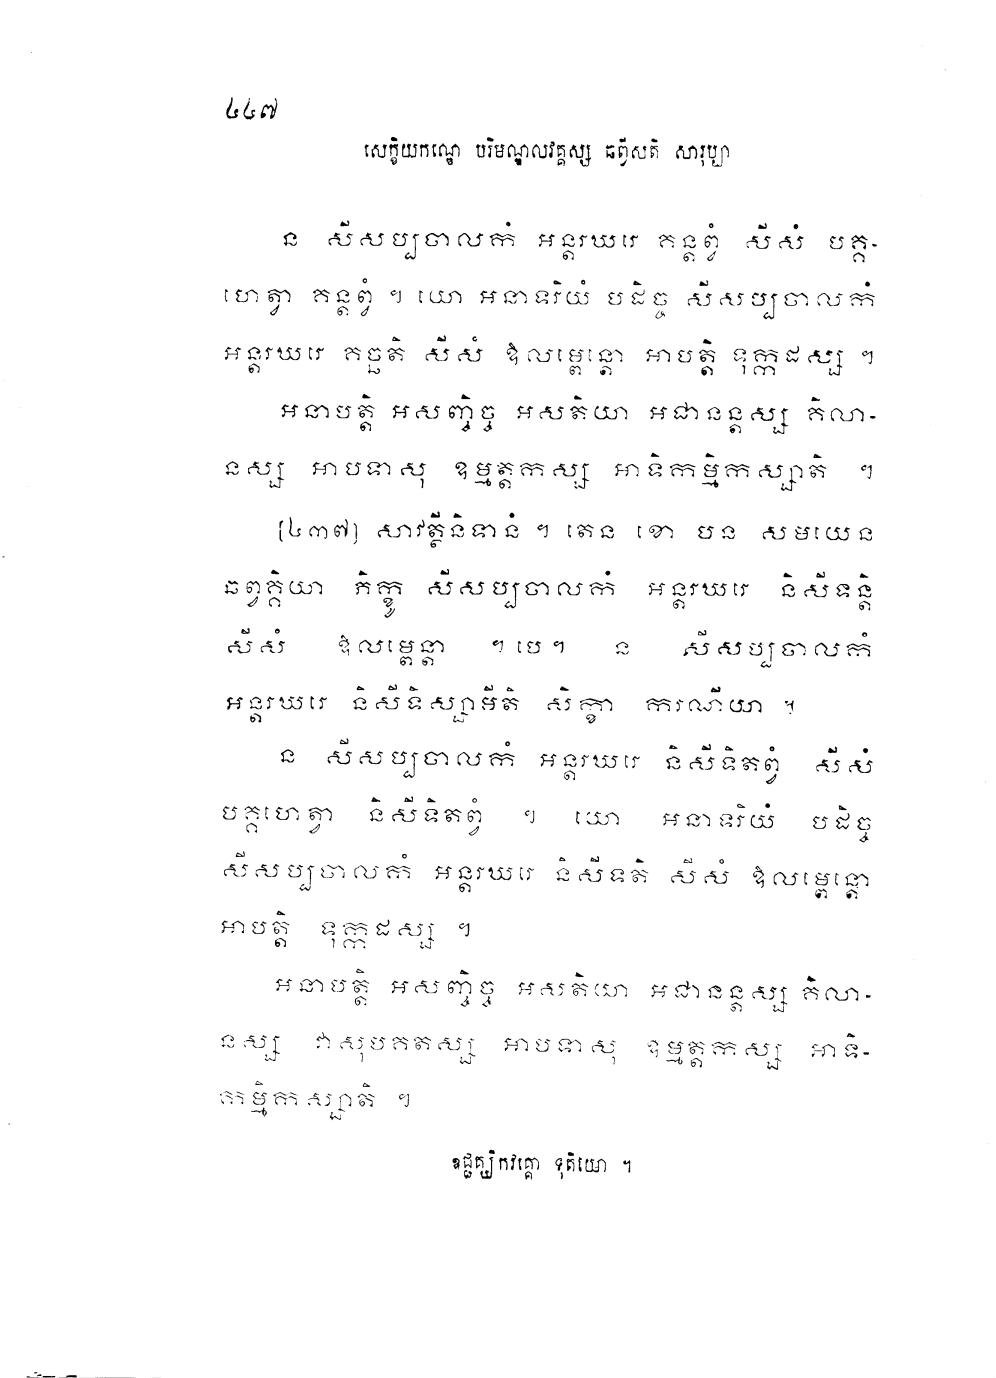 ៤៤៧
សេក្ខិយកណ្ឌេ បរិមណ្ឌលវគ្គស្ស ឆព្វីសតិ សារុប្បា
ន សីសប្បចាលកំ អន្តរឃរេ គន្តព្វំ សីសំ បគ្គ-
ហេត្វា គន្តព្វំ ។ យោ អនាទរិយំ បដិច្ច សីសប្បចាលកំ
អន្តរឃរេ គច្ឆតិ សីសំ ឱលម្ពេន្តោ អាបត្តិ ទុក្កដស្ស ។
អនាបត្តិ អសញ្ចិច្ច អសតិយា អជានន្តស្ស គិលា-
នស្ស អាបទាសុ ឧម្មត្តកស្ស អាទិកម្មិកស្សាតិ ។
[៤៣៧] សាវត្ថីនិទានំ ។ តេន ខោ បន សមយេន
ឆព្វគ្គិយា ភិក្ខូ សីសប្បចាលកំ អន្តរឃរេ និសីទន្តិ
សីសំ ឱលម្ពេន្តា ។ បេ។ ន សីសប្បចាលកំ
អន្តរឃរេ និសីទិស្សាមីតិ សិក្ខា ករណីយា ។
ន សីសប្បចាលកំ អន្តរឃរេ និសីទិតព្វំ សីសំ
បគ្គហេត្វា និសីទិតព្វំ ។ យោ អនាទរិយំ បដិច្ច
សីសប្បចាលកំ អន្តរឃរេ និសីទតិ សីសំ ឱលម្ពេន្តោ
អាបត្តិ ទុក្កដស្ស ។
អនាបត្តិ អសញ្ចិច្ច អសតិយា អជានន្តស្ស គិលា-
នស្ស វាសុបគតស្ស អាបទាសុ ឧម្មត្តកស្ស អាទិ-
កម្មិកស្សាតិ ។
ឧជ្ជគ្ឃិកវគ្គោ ទុតិយោ ។